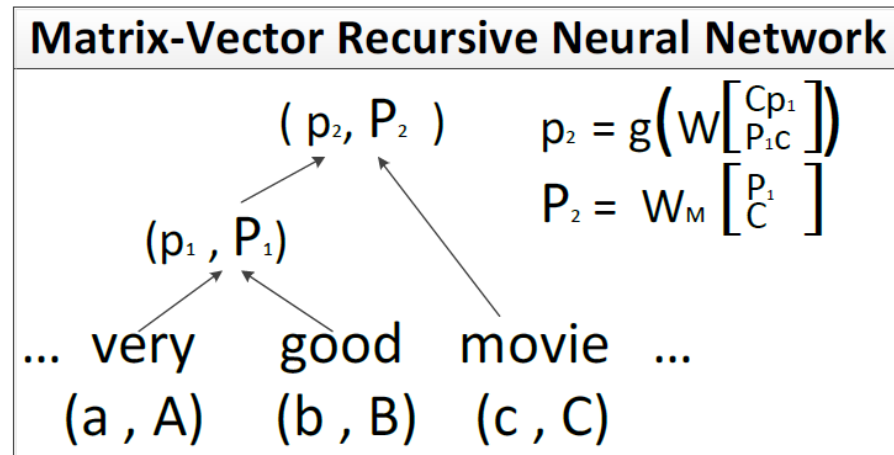 Matrix-Vector Recursive Neural Network
( p₂, P₂ )
p₂ = g(W[Cp₁
P₁c])
P₂ = W_M [P₁
C]
(p₁ , P₁)
... very good movie ...
(a , A) (b , B) (c , C)